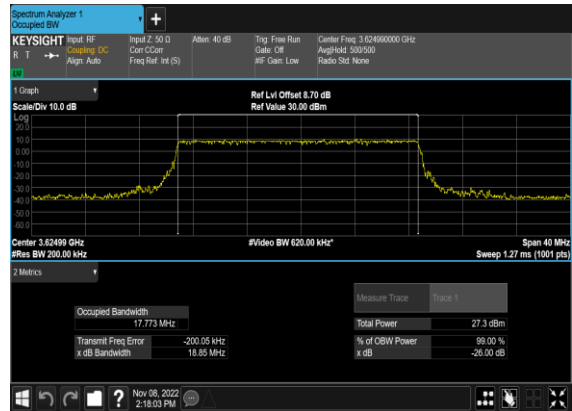 Spectrum Analyzer 1
Occupied BW
+
KEYSIGHT Input: RF Input Z: 50 Ω Atten: 40 dB Trig: Free Run Center Freq: 3.624990000 GHz
R T Coupling: DC Corr CCorr Gate: Off Avg|Hold: 500/500
Align: Auto Freq Ref: Int (S) #IF Gain: Low Radio Std: None
LW
1 Graph
Ref Lvl Offset 8.70 dB
Scale/Div 10.0 dB Ref Value 30.00 dBm
Log
20.0
10.0
0.00
-10.0
-20.0
-30.0
-40.0
-50.0
-60.0
Center 3.62499 GHz #Video BW 620.00 kHz* Span 40 MHz
#Res BW 200.00 kHz Sweep 1.27 ms (1001 pts)
2 Metrics
Measure Trace Trace 1
Occupied Bandwidth
17.773 MHz Total Power 27.3 dBm
Transmit Freq Error -200.05 kHz % of OBW Power 99.00 %
x dB Bandwidth 18.85 MHz x dB -26.00 dB
? Nov 08, 2022
2:18:03 PM